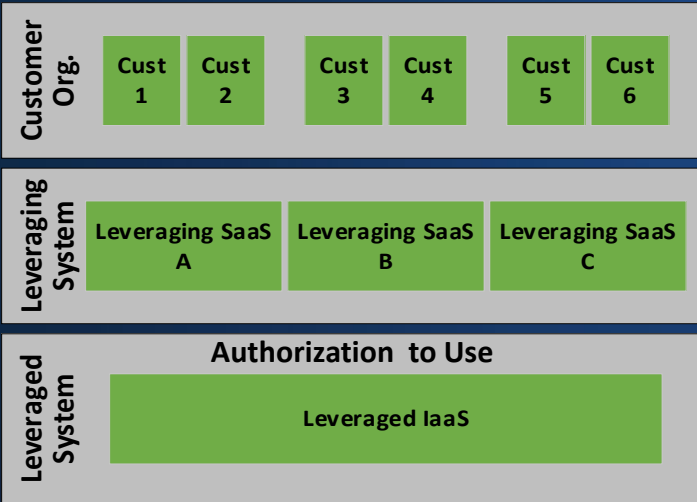 Customer
Org.
Cust
1
Cust
2
Cust
3
Cust
4
Cust
5
Cust
6
Leveraging
System
Leveraging SaaS
A
Leveraging SaaS
B
Leveraging SaaS
C
Leveraged
System
Authorization to Use
Leveraged IaaS